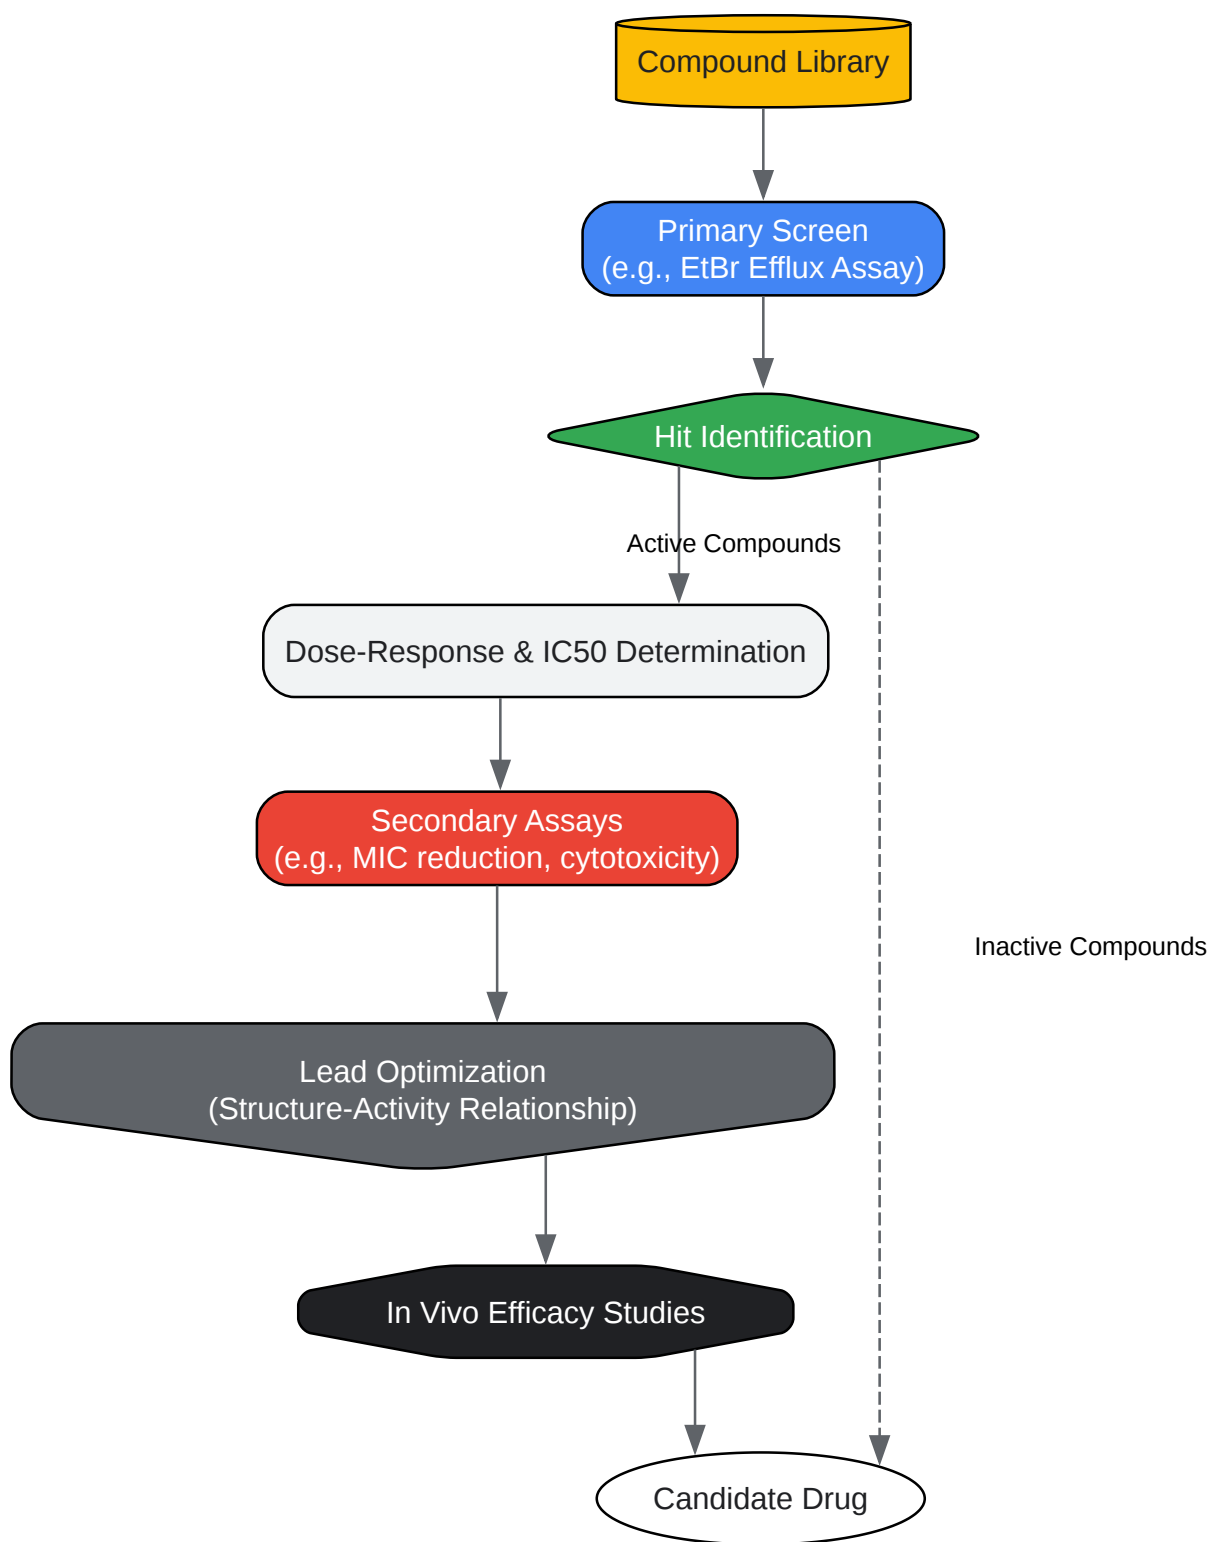 Compound Library
Primary Screen
(e.g., EtBr Efflux Assay)
Hit Identification
Active Compounds
Dose-Response & IC50 Determination
Secondary Assays
(e.g., MIC reduction, cytotoxicity)
Inactive Compounds
Lead Optimization
(Structure-Activity Relationship)
In Vivo Efficacy Studies
Candidate Drug